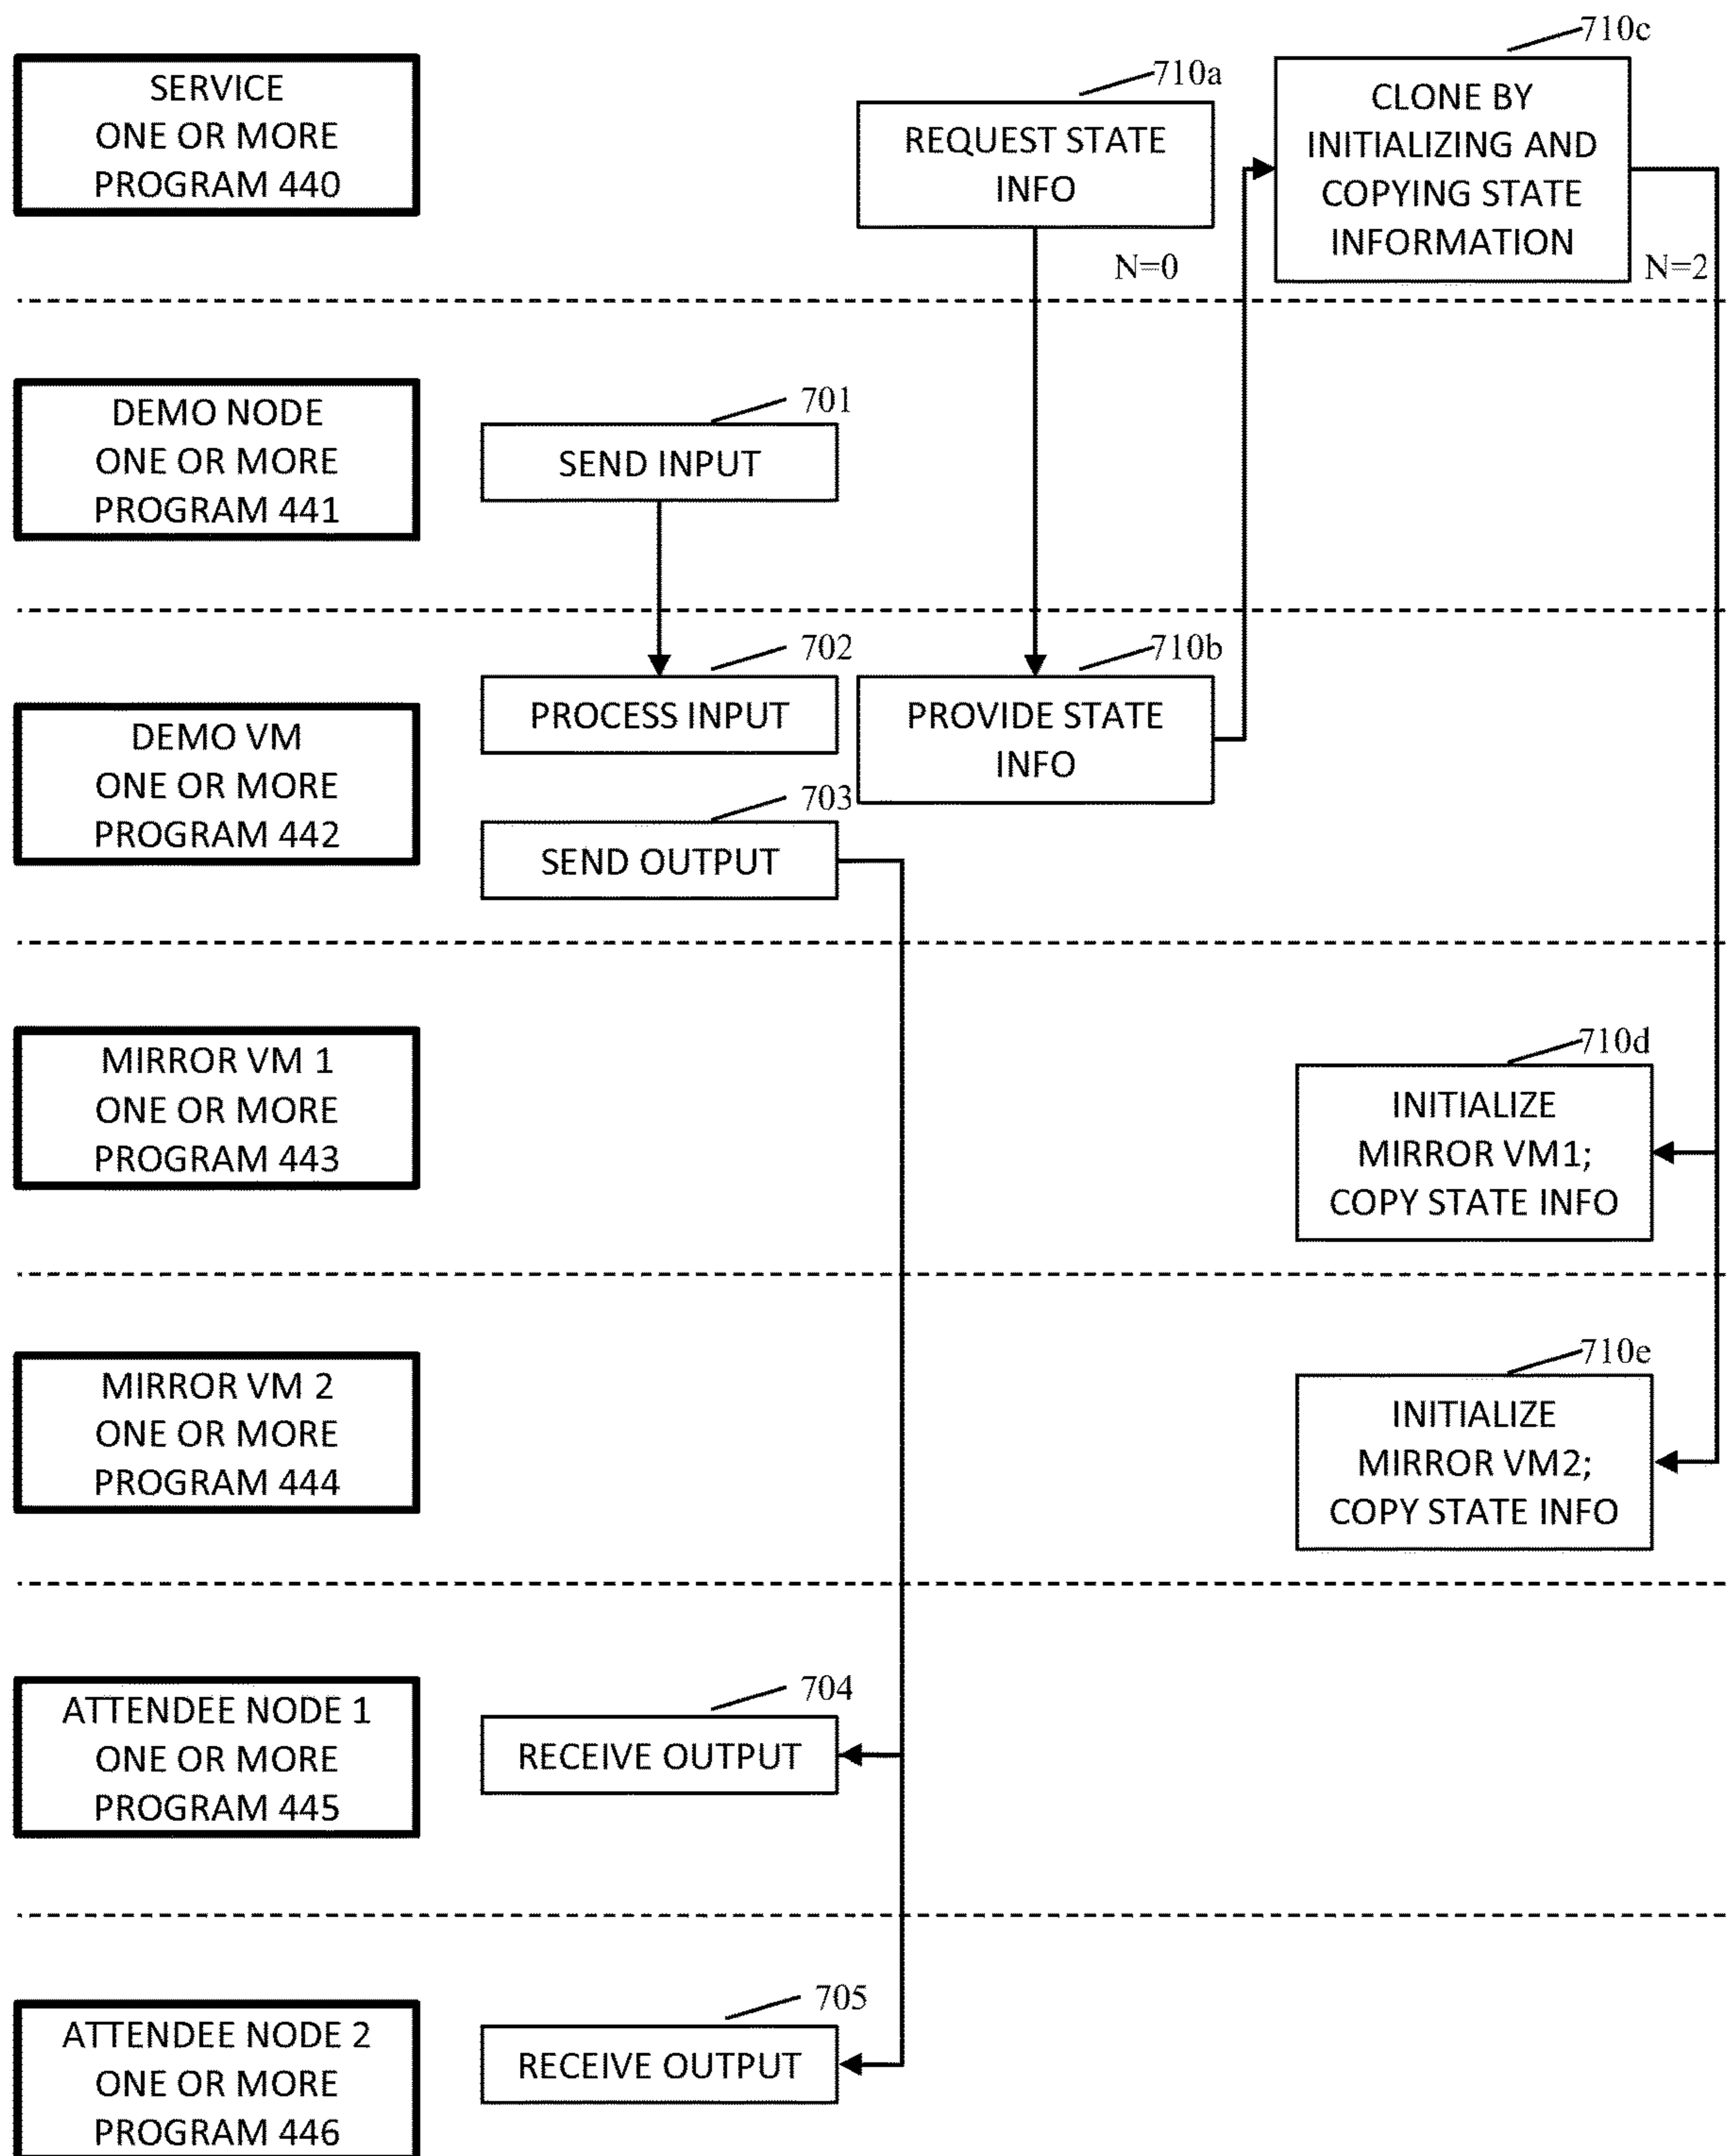 710c
710a
SERVICE
ONE OR MORE
PROGRAM 440
REQUEST STATE
INFO
CLONE BY
INITIALIZING AND
COPYING STATE
INFORMATION
N=0
N=2
701
DEMO NODE
ONE OR MORE
PROGRAM 441
SEND INPUT
702
710b
DEMO VM
ONE OR MORE
PROGRAM 442
PROCESS INPUT
PROVIDE STATE
INFO
703
SEND OUTPUT
710d
MIRROR VM 1
ONE OR MORE
PROGRAM 443
INITIALIZE
MIRROR VM1;
COPY STATE INFO
710e
MIRROR VM 2
ONE OR MORE
PROGRAM 444
INITIALIZE
MIRROR VM2;
COPY STATE INFO
704
ATTENDEE NODE 1
ONE OR MORE
PROGRAM 445
RECEIVE OUTPUT
705
ATTENDEE NODE 2
ONE OR MORE
PROGRAM 446
RECEIVE OUTPUT